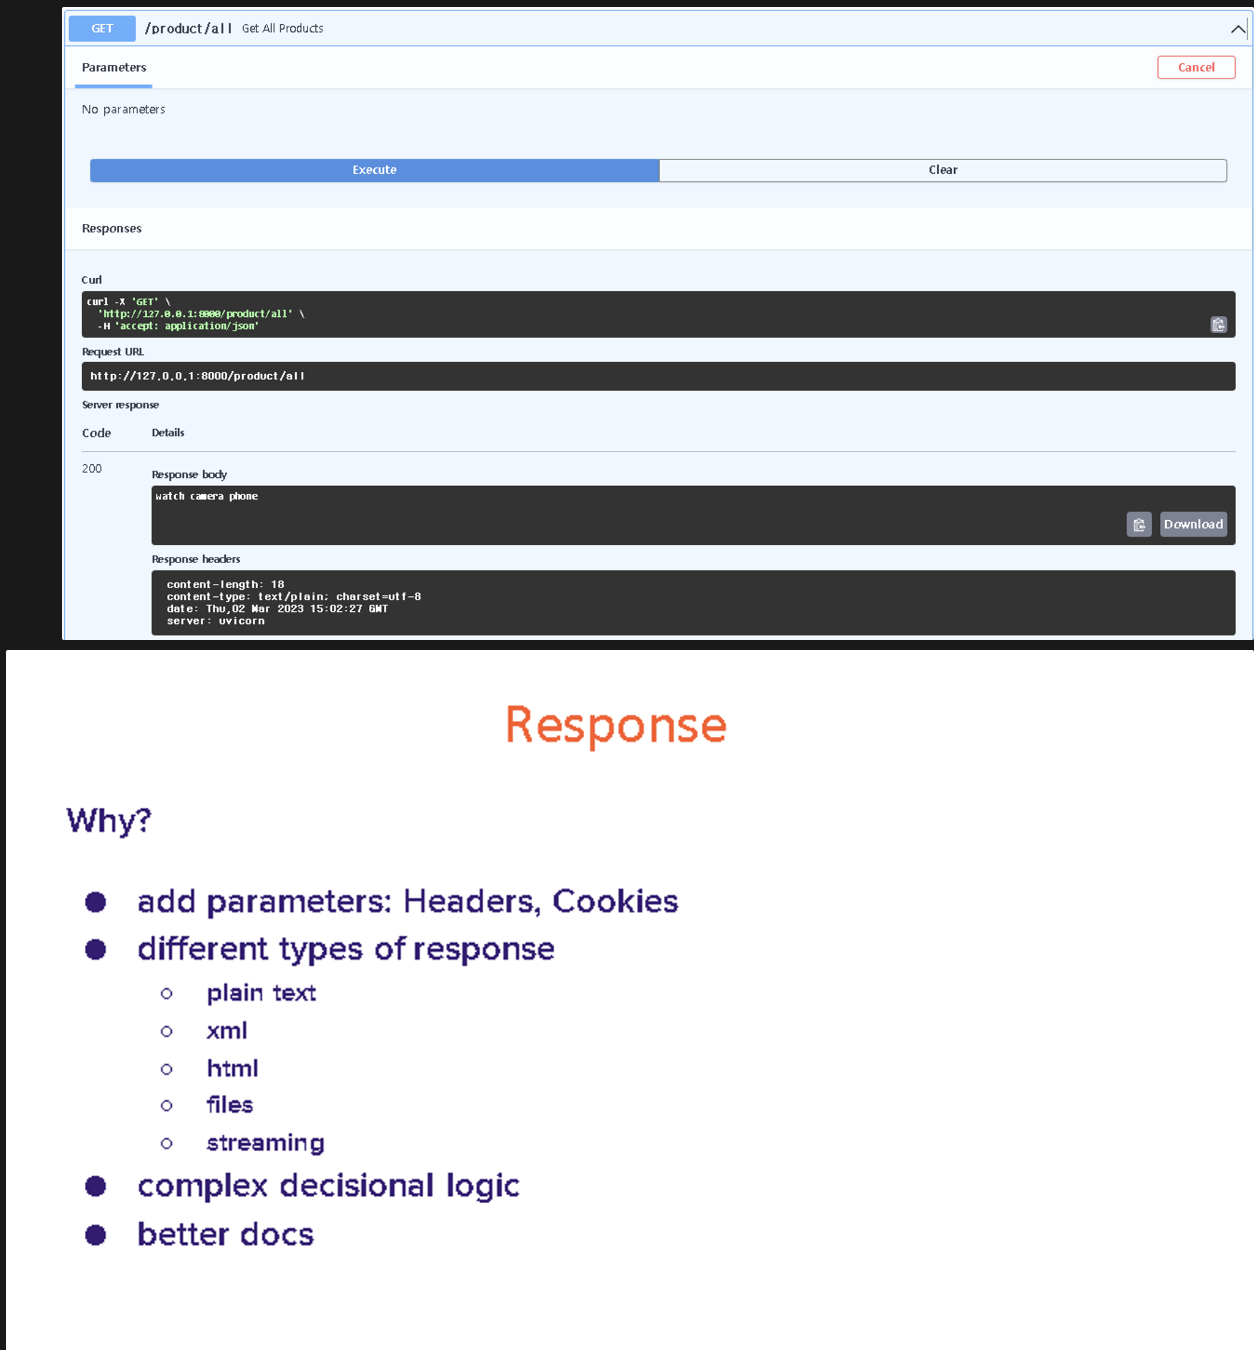 GET /product/all Get All Products
Parameters Cancel
No parameters
Execute Clear
Responses
Curl
curl -X 'GET' \
'http://127.0.0.1:8000/product/all' \
-H 'accept: application/json'
Request URL
http://127.0.0.1:8000/product/all
Server response
Code Details
200
Response body
watch camera phone
Download
Response headers
content-length: 18
content-type: text/plain; charset=utf-8
date: Thu,02 Mar 2023 15:02:27 GMT
server: uvicorn
Response
Why?
● add parameters: Headers, Cookies
● different types of response
○ plain text
○ xml
○ html
○ files
○ streaming
● complex decisional logic
● better docs